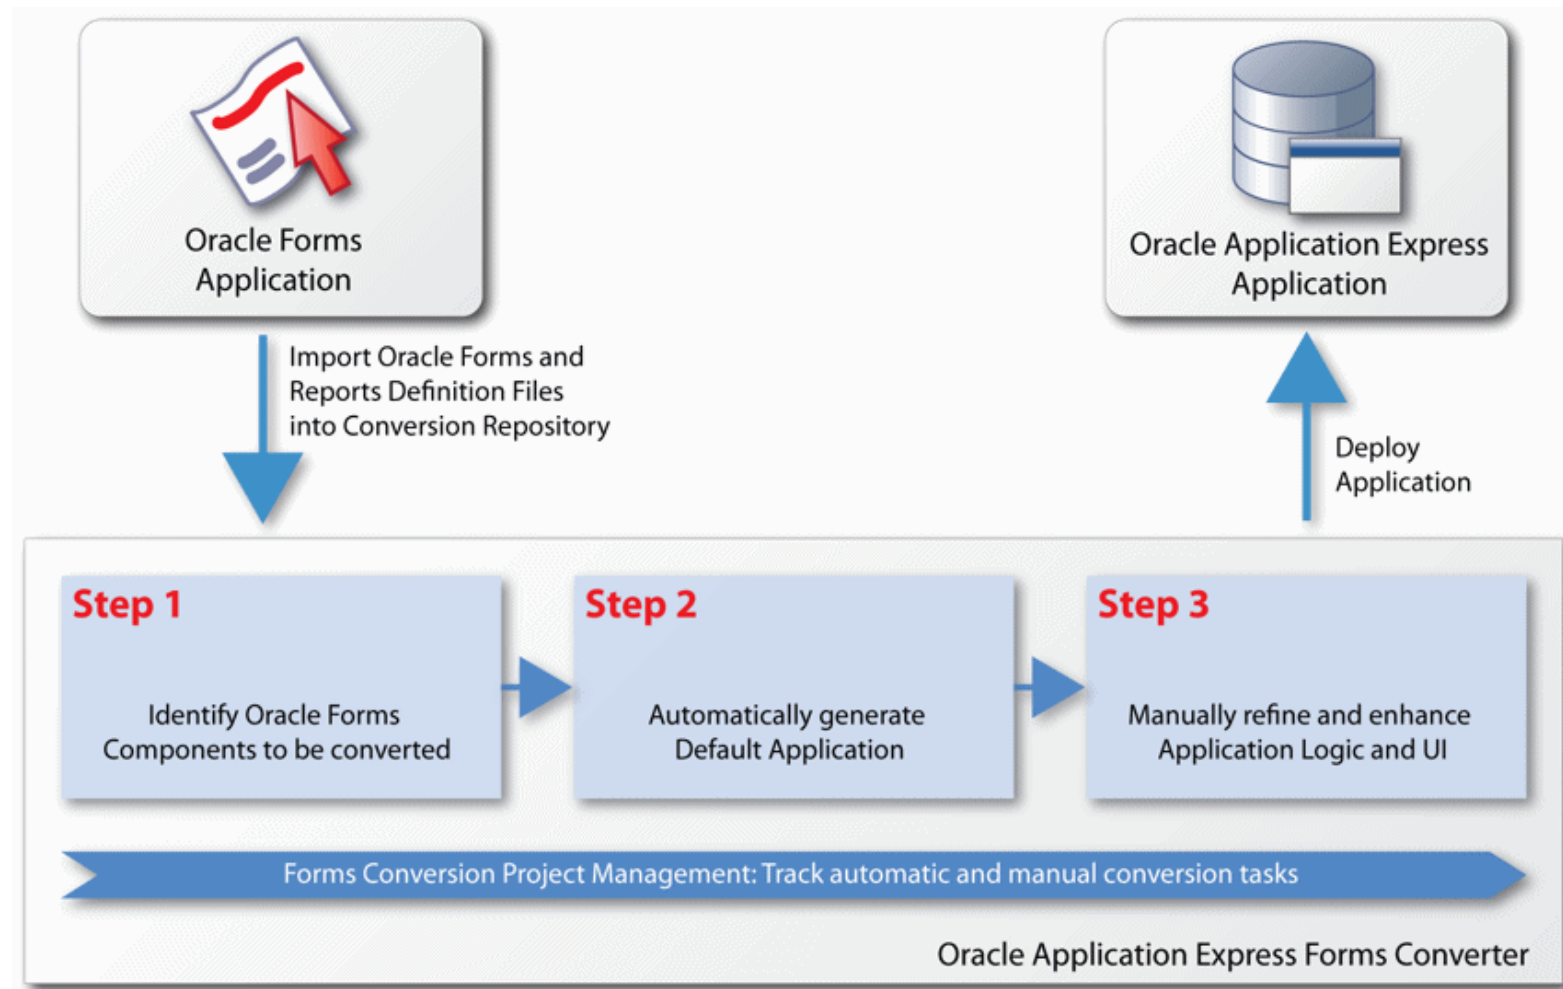 Oracle Forms
Application
Oracle Application Express
Application
Import Oracle Forms and
Reports Definition Files
into Conversion Repository
Deploy
Application
Step 1
Identify Oracle Forms
Components to be converted
Step 2
Automatically generate
Default Application
Step 3
Manually refine and enhance
Application Logic and UI
Forms Conversion Project Management: Track automatic and manual conversion tasks
Oracle Application Express Forms Converter